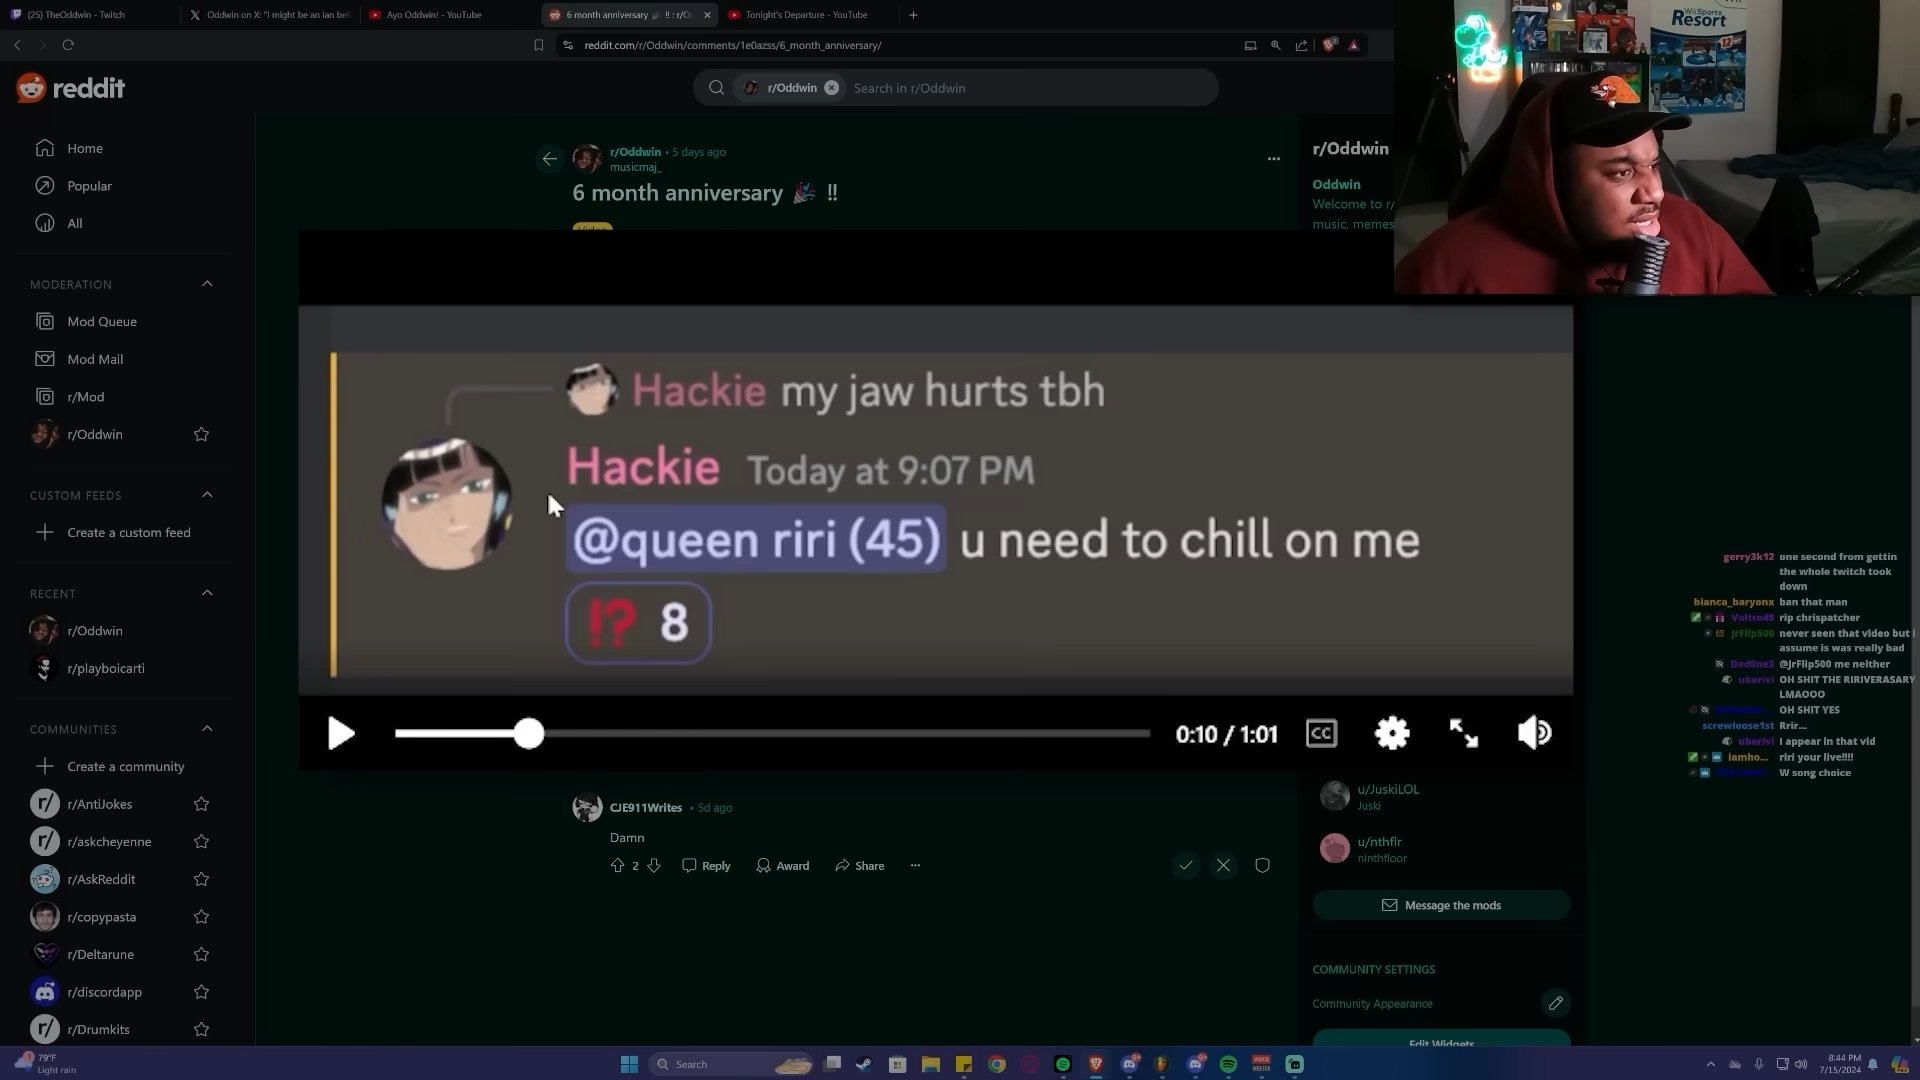 (25) TheOddwin - Twitch
Oddwin on X: "I might be an ian bel
Ayo Oddwin! - YouTube
6 month anniversary 🎉 !! : r/O
Tonight's Departure - YouTube
reddit.com/r/Oddwin/comments/1e0azss/6_month_anniversary/
reddit
r/Oddwin
Search in r/Oddwin
Home
Popular
All
MODERATION
Mod Queue
Mod Mail
r/Mod
r/Oddwin
CUSTOM FEEDS
Create a custom feed
RECENT
r/Oddwin
r/playboicarti
COMMUNITIES
Create a community
r/AntiJokes
r/askcheyenne
r/AskReddit
r/copypasta
r/Deltarune
r/discordapp
r/Drumkits
r/Oddwin • 5 days ago
musicmaj_
6 month anniversary 🎉 !!
Hackie my jaw hurts tbh
Hackie Today at 9:07 PM
@queen riri (45) u need to chill on me
⁉ 8
0:10 / 1:01
CC
CJE911Writes • 5d ago
Damn
2 Reply Award Share
r/Oddwin
Oddwin
Welcome to r/
music, memes
u/JuskiLOL
Juski
u/nthflr
ninthfloor
Message the mods
COMMUNITY SETTINGS
Community Appearance
Edit Widgets
Wii Sports
Resort
gerry3k12 one second from gettin
the whole twitch took
down
bianca_baryonx ban that man
Voltro45 rip chrispatcher
JrFlip500 never seen that video but i
assume is was really bad
Ded0ne3 @JrFlip500 me neither
uberivi OH SHIT THE RIRIVERASARY
LMAOOO
OH SHIT YES
screwloose1st Rrir...
uberivi I appear in that vid
iamho... riri your live!!!!
W song choice
79°F
Light rain
Search
8:44 PM
7/15/2024